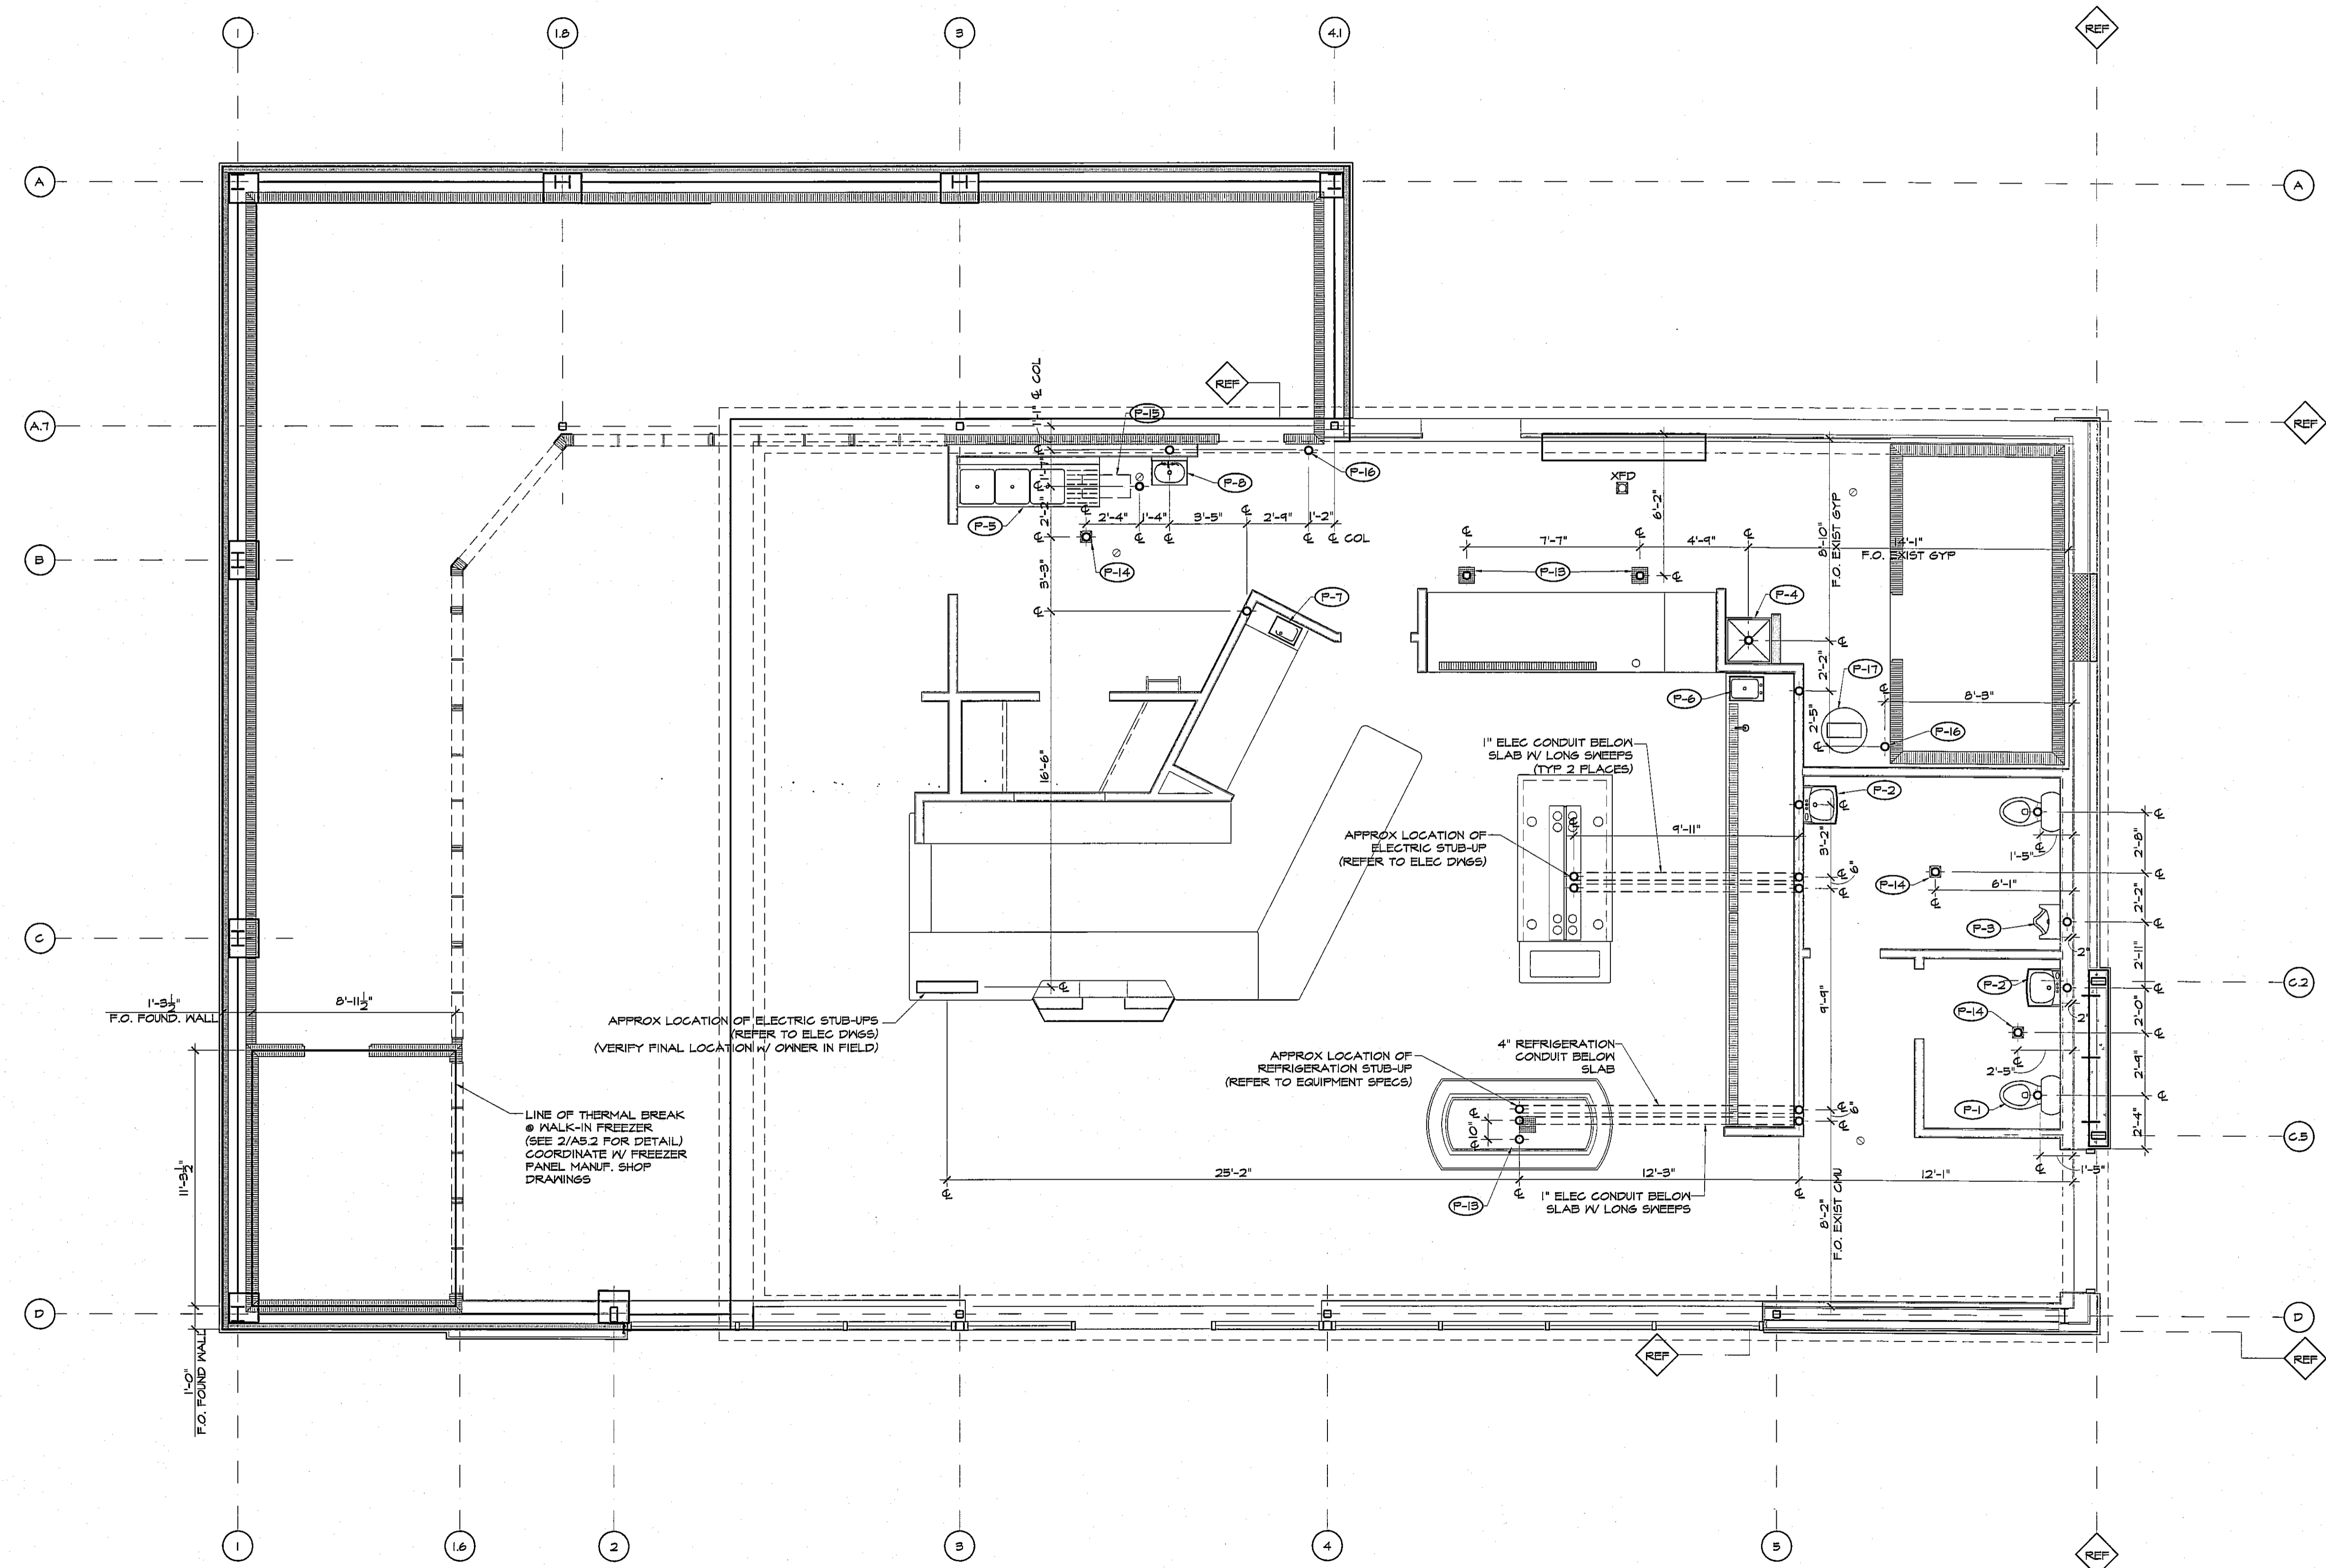 1
1.8
3
4.1
REF
A
A
A.7
REF
REF
1'-1" ℄ COL
P-15
1'-7"
P-16
P-8
P-5
2'-2"
2'-4"
1'-4"
3'-5"
2'-9"
1'-2"
℄ COL
XFD
6'-2"
8'-10"
F.O. EXIST GYP
B
7'-7"
4'-9"
14'-1"
F.O. EXIST GYP
P-14
3'-3"
P-13
P-7
P-4
2'-2"
P-17
P-6
8'-3"
2'-5"
P-16
16'-6"
1" ELEC CONDUIT BELOW
SLAB W/ LONG SWEEPS
(TYP 2 PLACES)
P-2
APPROX LOCATION OF
ELECTRIC STUB-UP
(REFER TO ELEC DWGS)
9'-11"
3'-2"
1'-5"
2'-8"
6"
P-14
6'-1"
2'-2"
P-3
C
2"
2'-11"
C.2
P-2
1'-3½"
F.O. FOUND. WALL
8'-11½"
9'-9"
2'-0"
2"
P-14
APPROX LOCATION OF ELECTRIC STUB-UPS
(REFER TO ELEC DWGS)
(VERIFY FINAL LOCATION W/ OWNER IN FIELD)
4" REFRIGERATION
CONDUIT BELOW
SLAB
APPROX LOCATION OF
REFRIGERATION STUB-UP
(REFER TO EQUIPMENT SPECS)
2'-5"
2'-9"
P-1
6"
10"
2'-4"
C.5
LINE OF THERMAL BREAK
@ WALK-IN FREEZER
(SEE 2/A5.2 FOR DETAIL)
COORDINATE W/ FREEZER
PANEL MANUF. SHOP
DRAWINGS
11'-3½"
25'-2"
12'-3"
12'-1"
1'-5"
P-13
1" ELEC CONDUIT BELOW
SLAB W/ LONG SWEEPS
8'-2"
F.O. EXIST CMU
D
D
1'-0"
F.O. FOUND WALL
REF
REF
1
1.6
2
3
4
5
REF